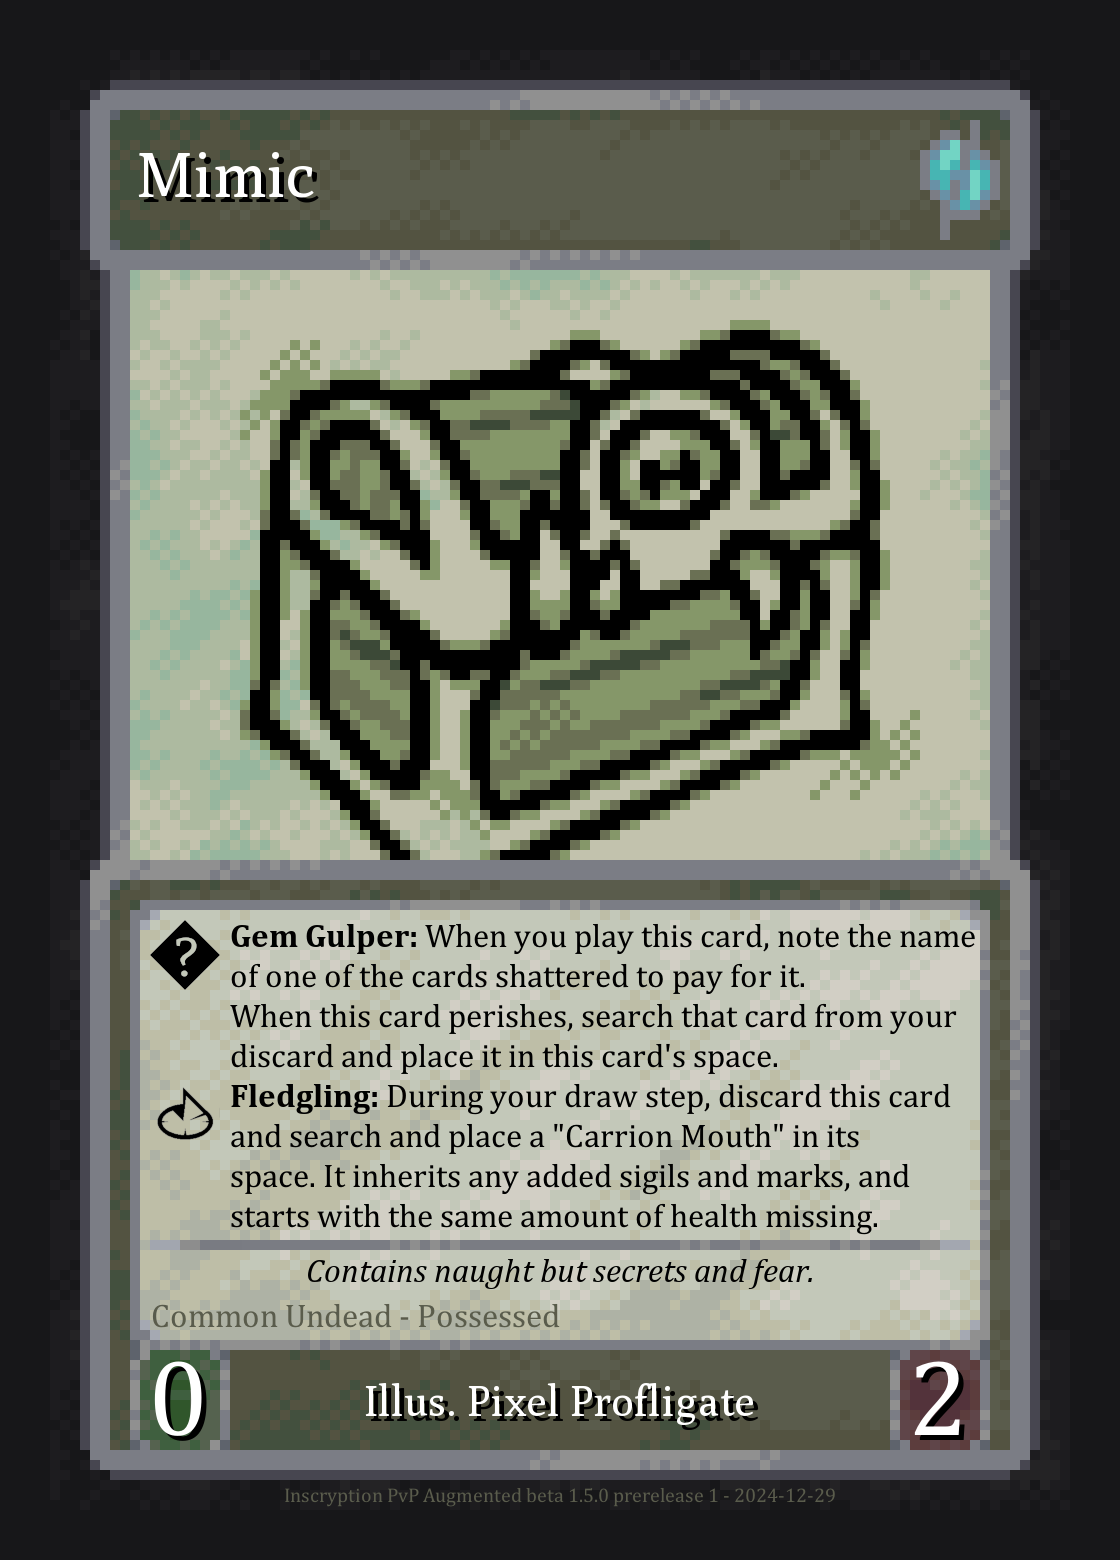 Mimic
Gem Gulper: When you play this card, note the name
of one of the cards shattered to pay for it.
When this card perishes, search that card from your
discard and place it in this card's space.
Fledgling: During your draw step, discard this card
and search and place a "Carrion Mouth" in its
space. It inherits any added sigils and marks, and
starts with the same amount of health missing.
Contains naught but secrets and fear.
Common Undead - Possessed
0 Illus. Pixel Profligate 2
Inscryption PvP Augmented beta 1.5.0 prerelease 1 - 2024-12-29